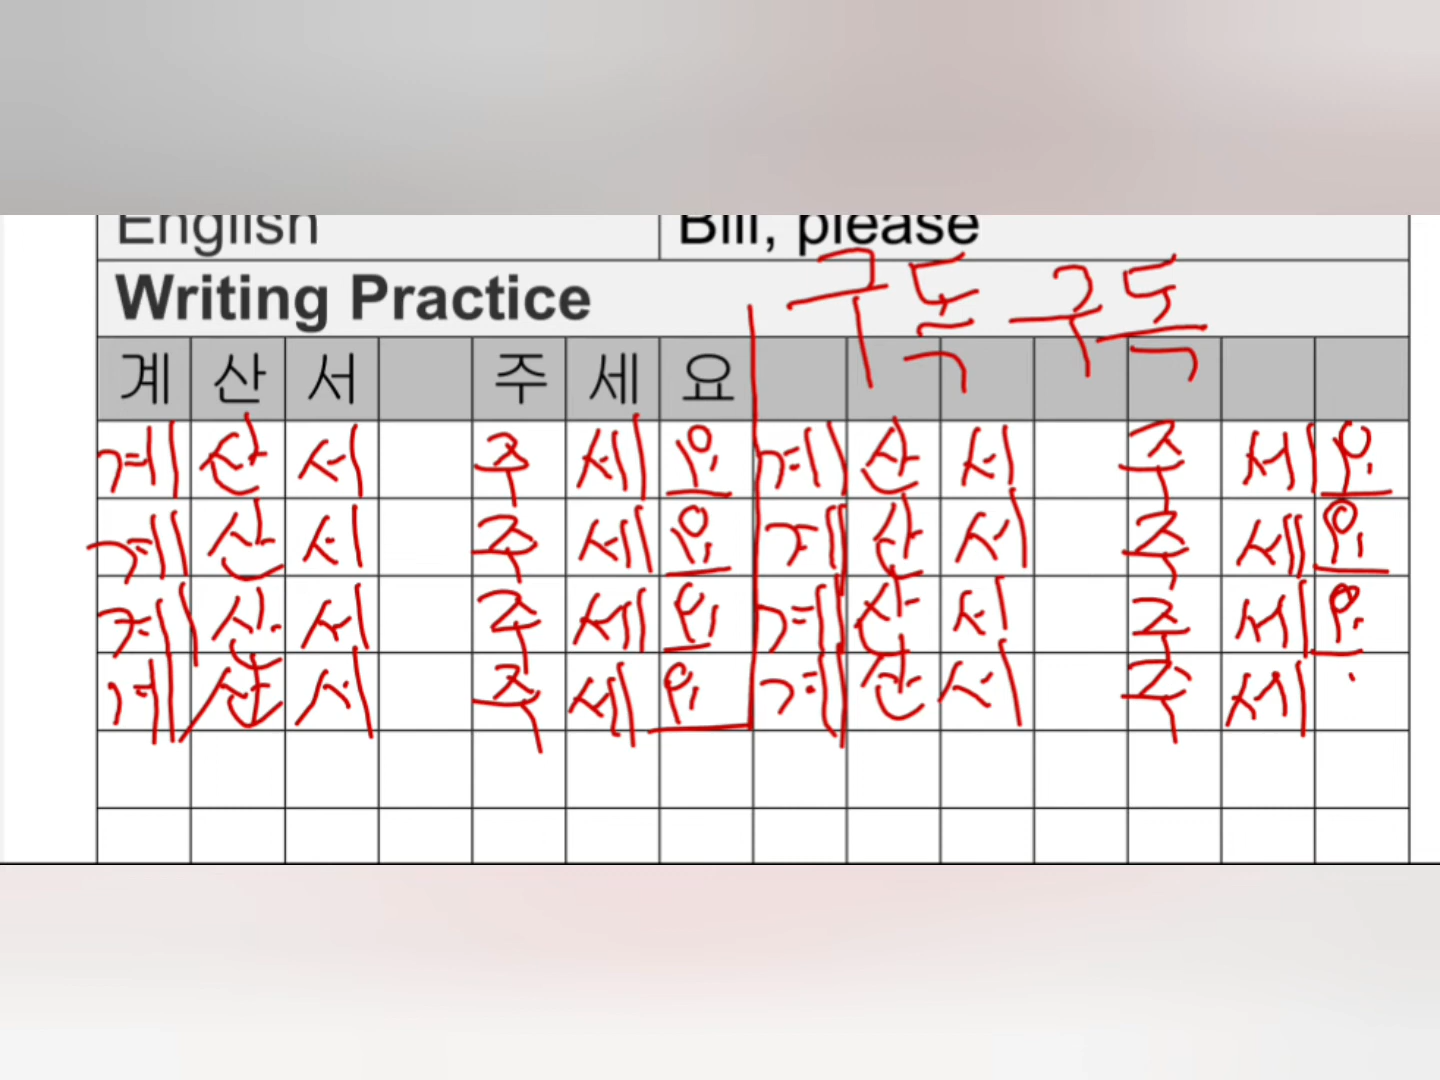 English Bill, please
Writing Practice 구독 구독
계산서 주세요
계산서 주세요 계산서 주세요
계산서 주세요 계산서 주세요
계산서 주세요 계산서 주세요
계산서 주세요 계산서 주세